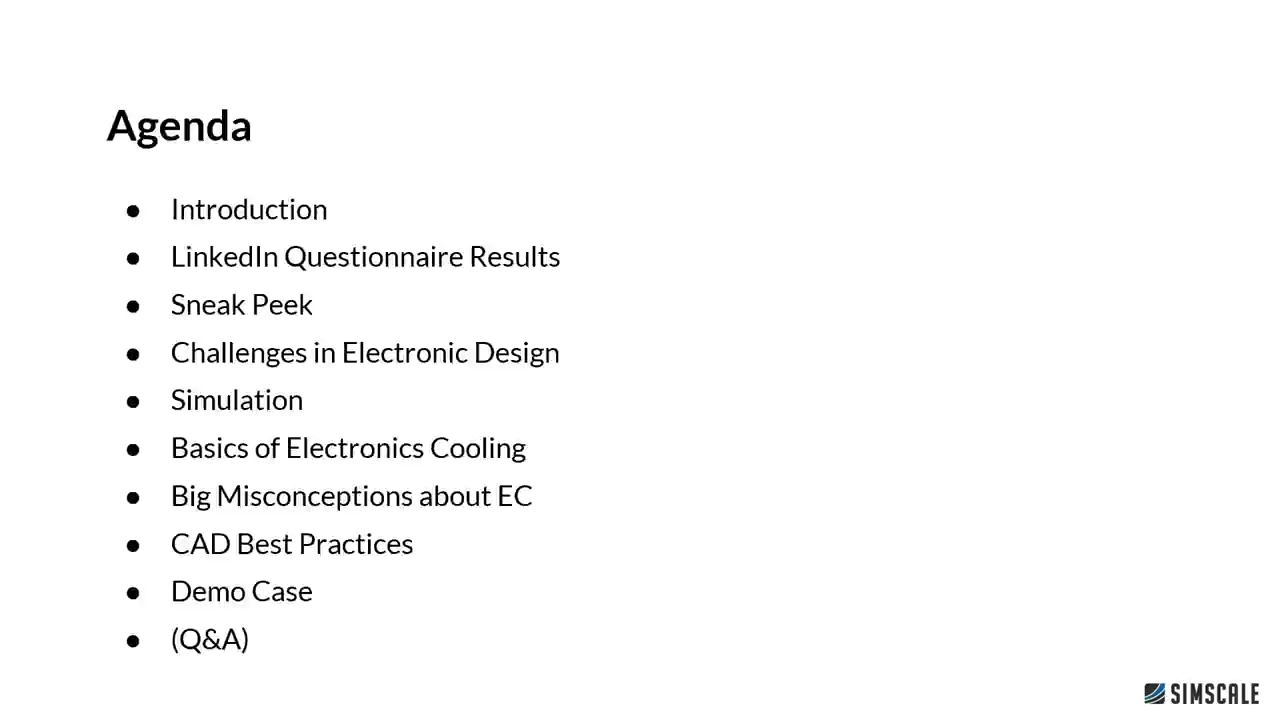 Agenda
● Introduction
● LinkedIn Questionnaire Results
● Sneak Peek
● Challenges in Electronic Design
● Simulation
● Basics of Electronics Cooling
● Big Misconceptions about EC
● CAD Best Practices
● Demo Case
● (Q&A)
SIMSCALE